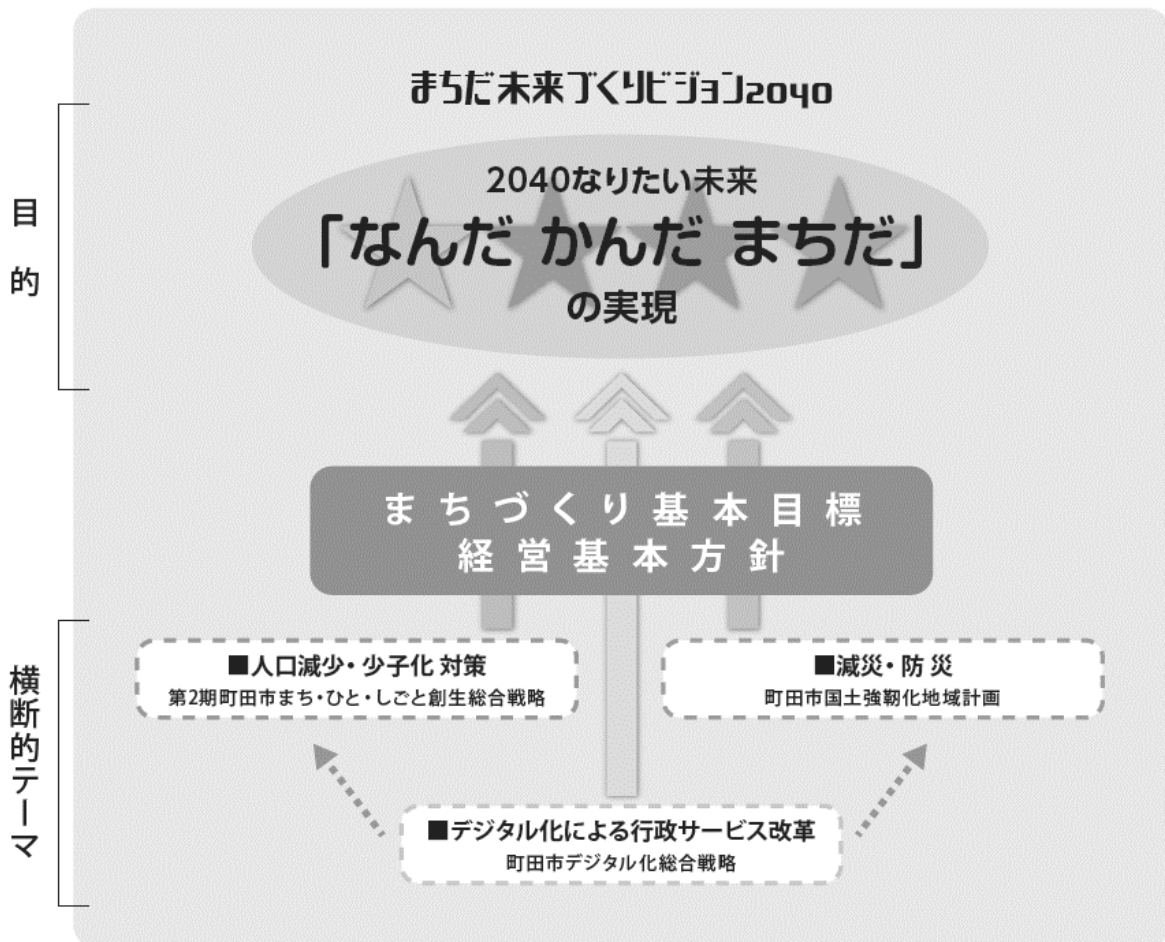 まちだ未来づくりビジョン2040
目的
2040なりたい未来
「なんだ かんだ まちだ」
の実現
まちづくり基本目標
経営基本方針
横断的テーマ
■人口減少・少子化 対策
第2期町田市まち・ひと・しごと創生総合戦略
■減災・防災
町田市国土強靭化地域計画
■デジタル化による行政サービス改革
町田市デジタル化総合戦略